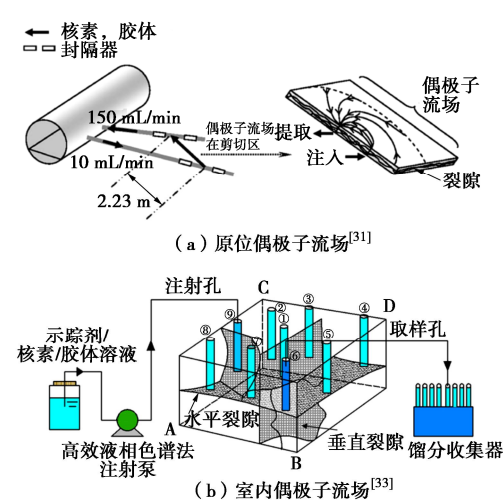 核素，胶体
封隔器
150 mL/min
10 mL/min
2.23 m
偶极子流场
在剪切区
提取
注入
偶极子
流场
裂隙
（a）原位偶极子流场[31]
注射孔
C
D
A
B
①
②
③
④
⑤
⑥
⑦
⑧
⑨
取样孔
示踪剂/
核素/胶体溶液
高效液相色谱法
注射泵
水平裂隙
垂直裂隙
馏分收集器
（b）室内偶极子流场[33]